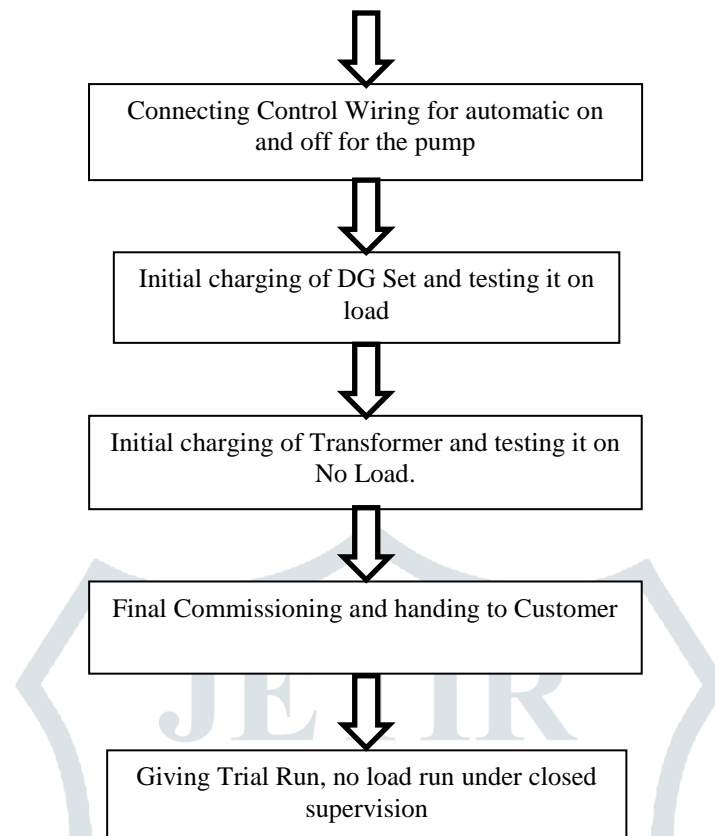 Connecting Control Wiring for automatic on
and off for the pump
Initial charging of DG Set and testing it on
load
Initial charging of Transformer and testing it on
No Load.
Final Commissioning and handing to Customer
JETIR
Giving Trial Run, no load run under closed
supervision